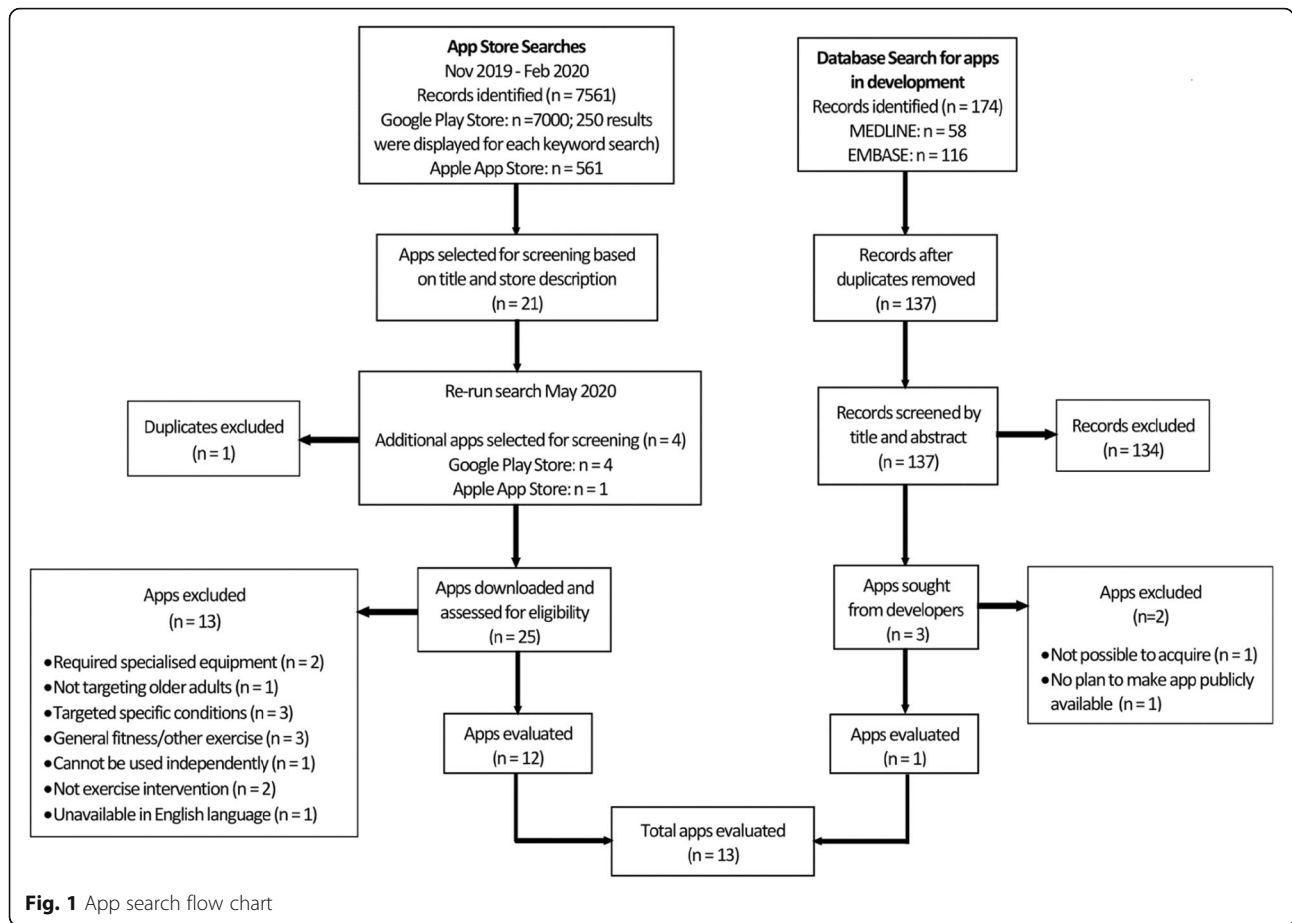 App Store Searches
Nov 2019 - Feb 2020
Records identified (n = 7561)
Google Play Store: n =7000; 250 results
were displayed for each keyword search)
Apple App Store: n = 561
Apps selected for screening based
on title and store description
(n = 21)
Re-run search May 2020
Additional apps selected for screening (n = 4)
Google Play Store: n = 4
Apple App Store: n = 1
Duplicates excluded
(n = 1)
Apps downloaded and
assessed for eligibility
(n = 25)
Apps excluded
(n = 13)
•Required specialised equipment (n = 2)
•Not targeting older adults (n = 1)
•Targeted specific conditions (n = 3)
•General fitness/other exercise (n = 3)
•Cannot be used independently (n = 1)
•Not exercise intervention (n = 2)
•Unavailable in English language (n = 1)
Apps evaluated
(n = 12)
Database Search for apps
in development
Records identified (n = 174)
MEDLINE: n = 58
EMBASE: n = 116
Records after
duplicates removed
(n = 137)
Records screened by
title and abstract
(n = 137)
Records excluded
(n = 134)
Apps sought
from developers
(n = 3)
Apps excluded
(n=2)
•Not possible to acquire (n = 1)
•No plan to make app publicly
available (n = 1)
Apps evaluated
(n = 1)
Total apps evaluated
(n = 13)
Fig. 1 App search flow chart